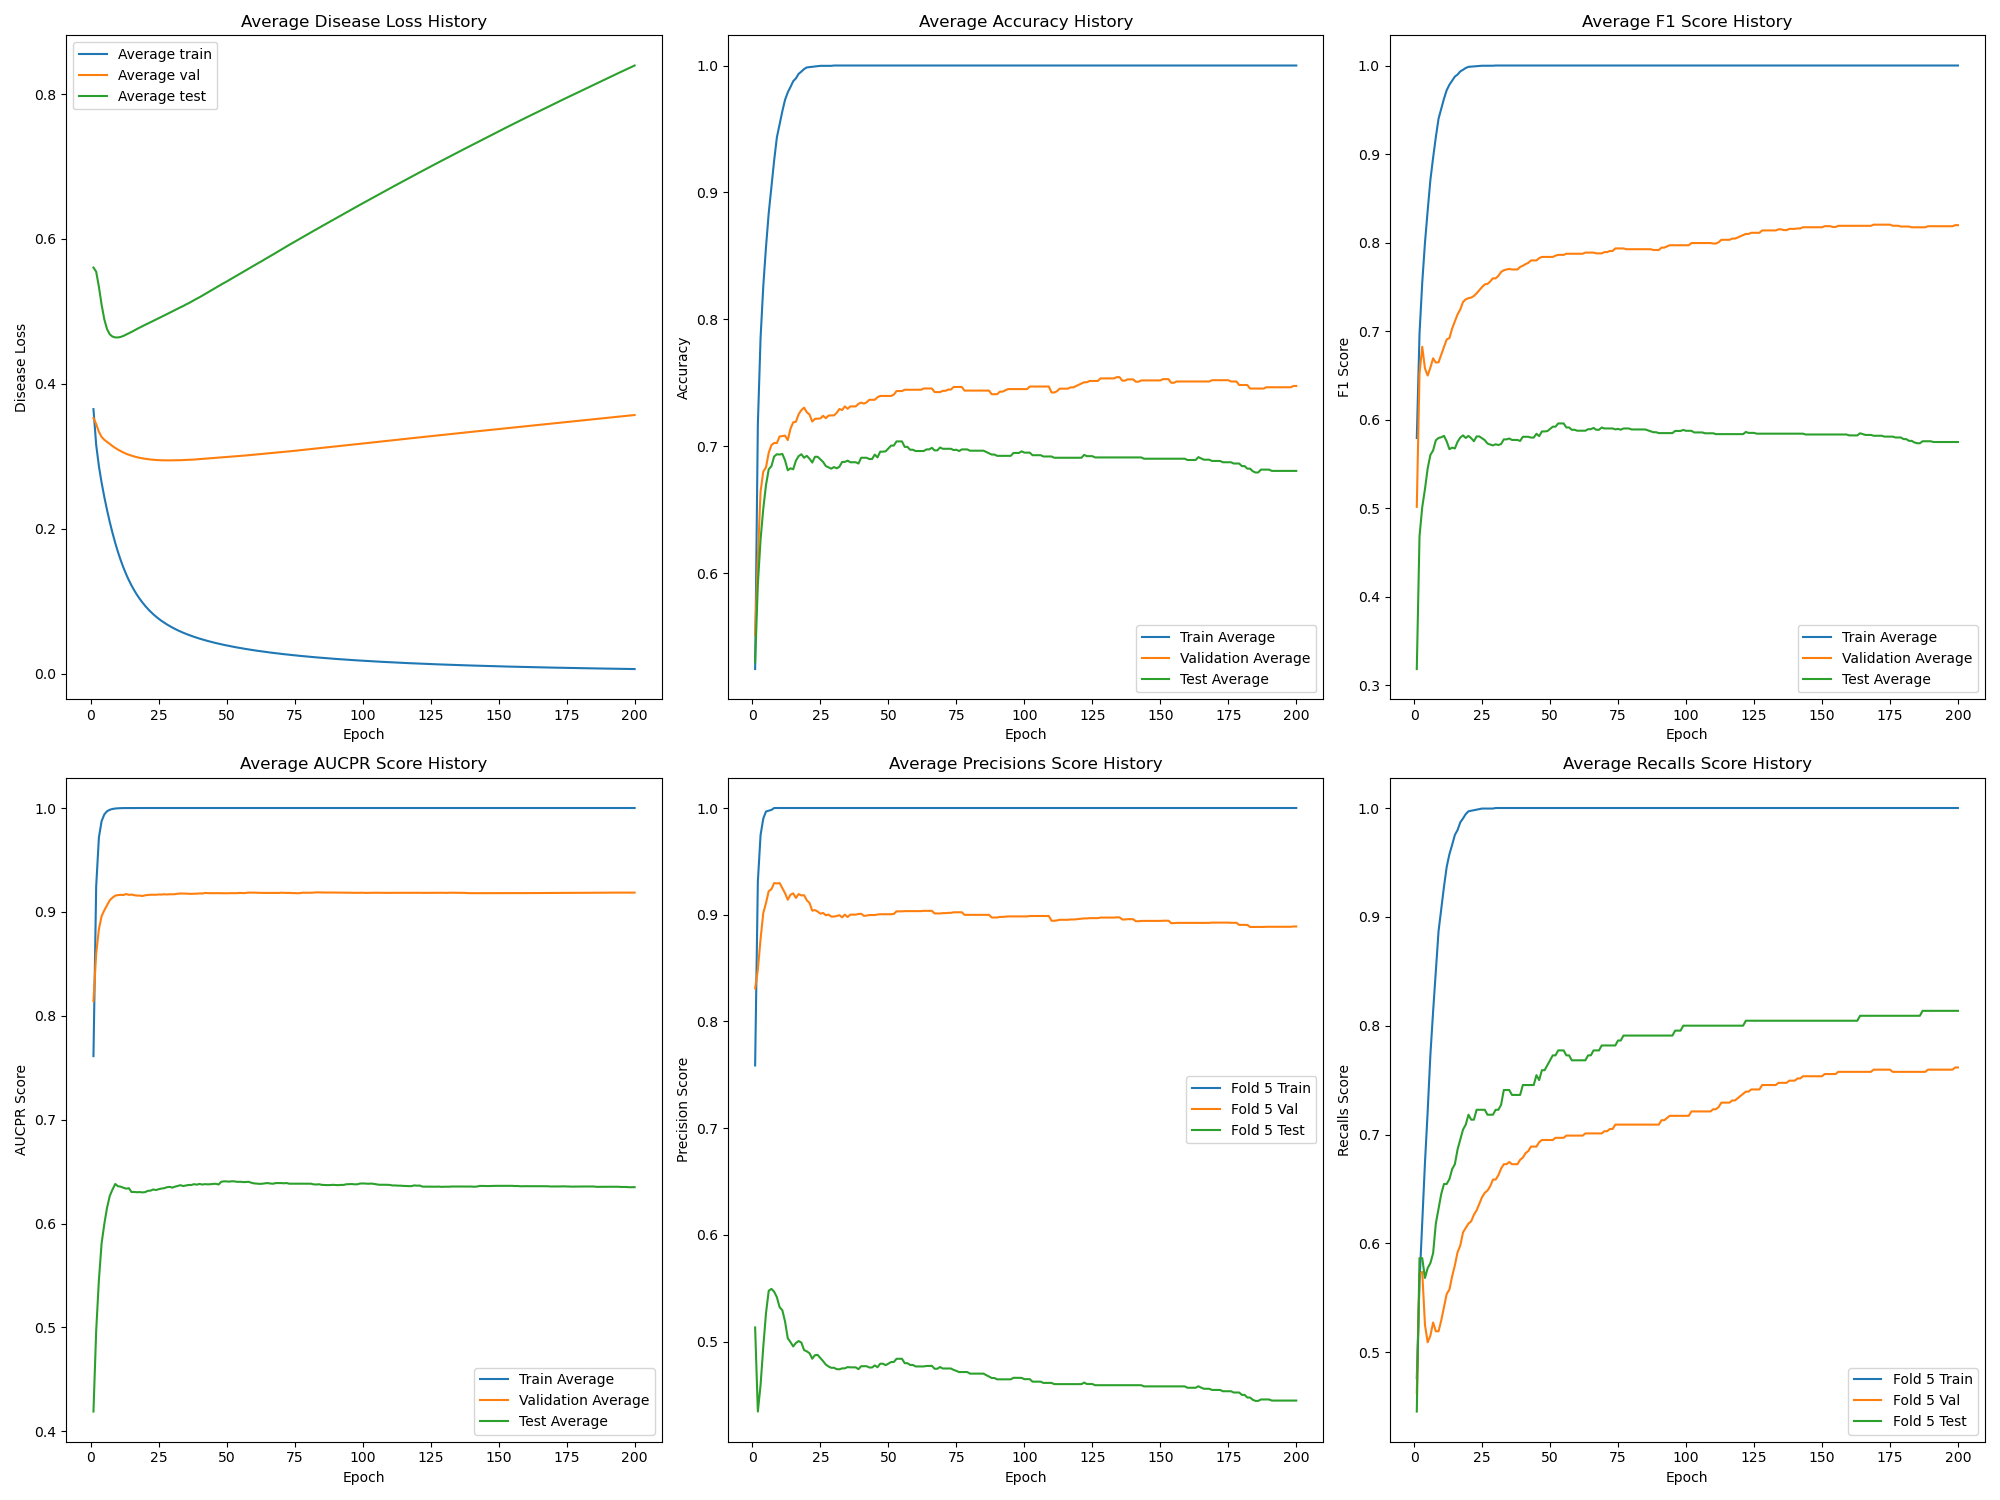 Average Disease Loss History
Average train
Average val
Average test
0.8
0.6
0.4
0.2
0.0
Disease Loss
0 25 50 75 100 125 150 175 200
Epoch
Average Accuracy History
1.0
0.9
0.8
0.7
0.6
Accuracy
Train Average
Validation Average
Test Average
0 25 50 75 100 125 150 175 200
Epoch
Average F1 Score History
1.0
0.9
0.8
0.7
0.6
0.5
0.4
0.3
F1 Score
Train Average
Validation Average
Test Average
0 25 50 75 100 125 150 175 200
Epoch
Average AUCPR Score History
1.0
0.9
0.8
0.7
0.6
0.5
0.4
AUCPR Score
Train Average
Validation Average
Test Average
0 25 50 75 100 125 150 175 200
Epoch
Average Precisions Score History
1.0
0.9
0.8
0.7
0.6
0.5
Precision Score
Fold 5 Train
Fold 5 Val
Fold 5 Test
0 25 50 75 100 125 150 175 200
Epoch
Average Recalls Score History
1.0
0.9
0.8
0.7
0.6
0.5
Recalls Score
Fold 5 Train
Fold 5 Val
Fold 5 Test
0 25 50 75 100 125 150 175 200
Epoch